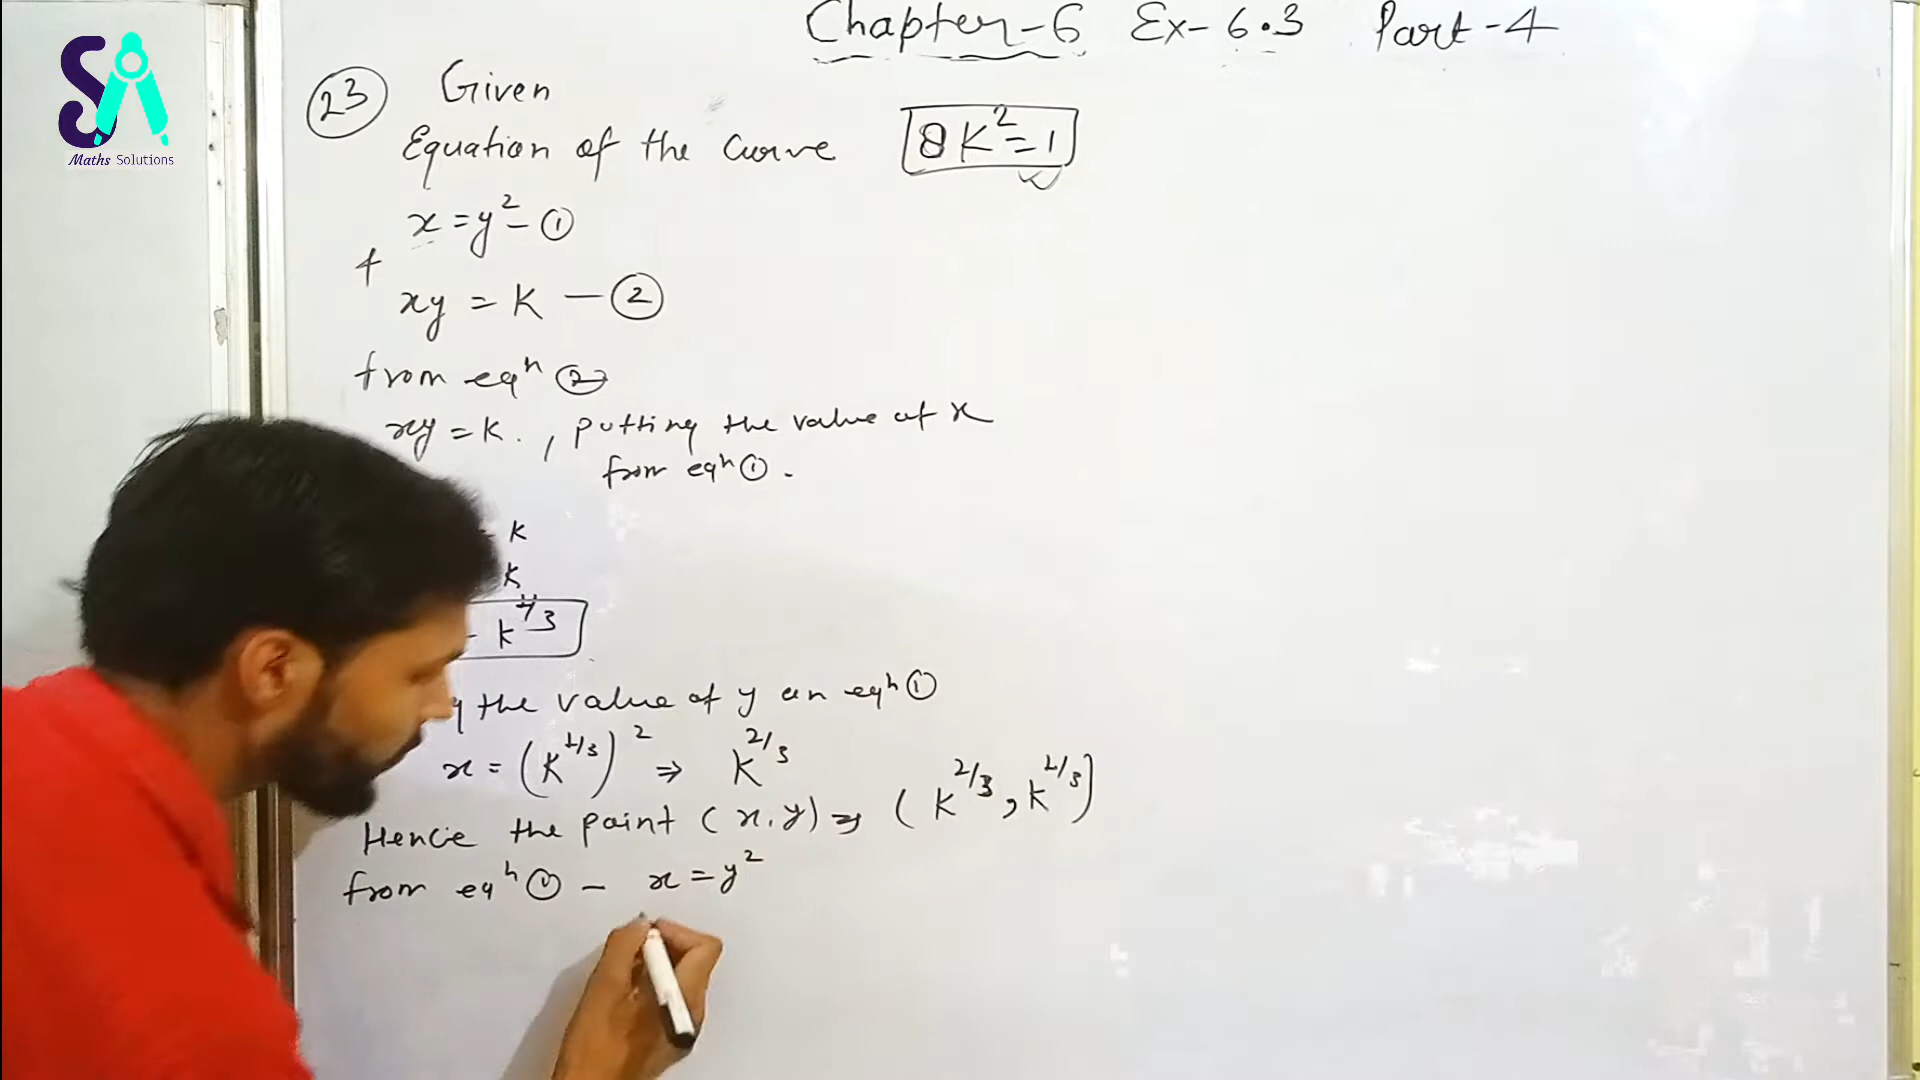 Chapter-6 Ex-6.3 Part-4
SA
Maths Solutions
(23) Given
Equation of the curve
8K²=1
x=y² - ①
xy = K - ②
from eqⁿ ②
xy = K. , putting the value of x
from eqⁿ ① -
K
K
K^1/3
the value of y in eqⁿ ①
x = (K^1/3)² ⇒ K^2/3
Hence the point (x,y) ⇒ (K^2/3, K^1/3)
from eqⁿ ① - x=y²